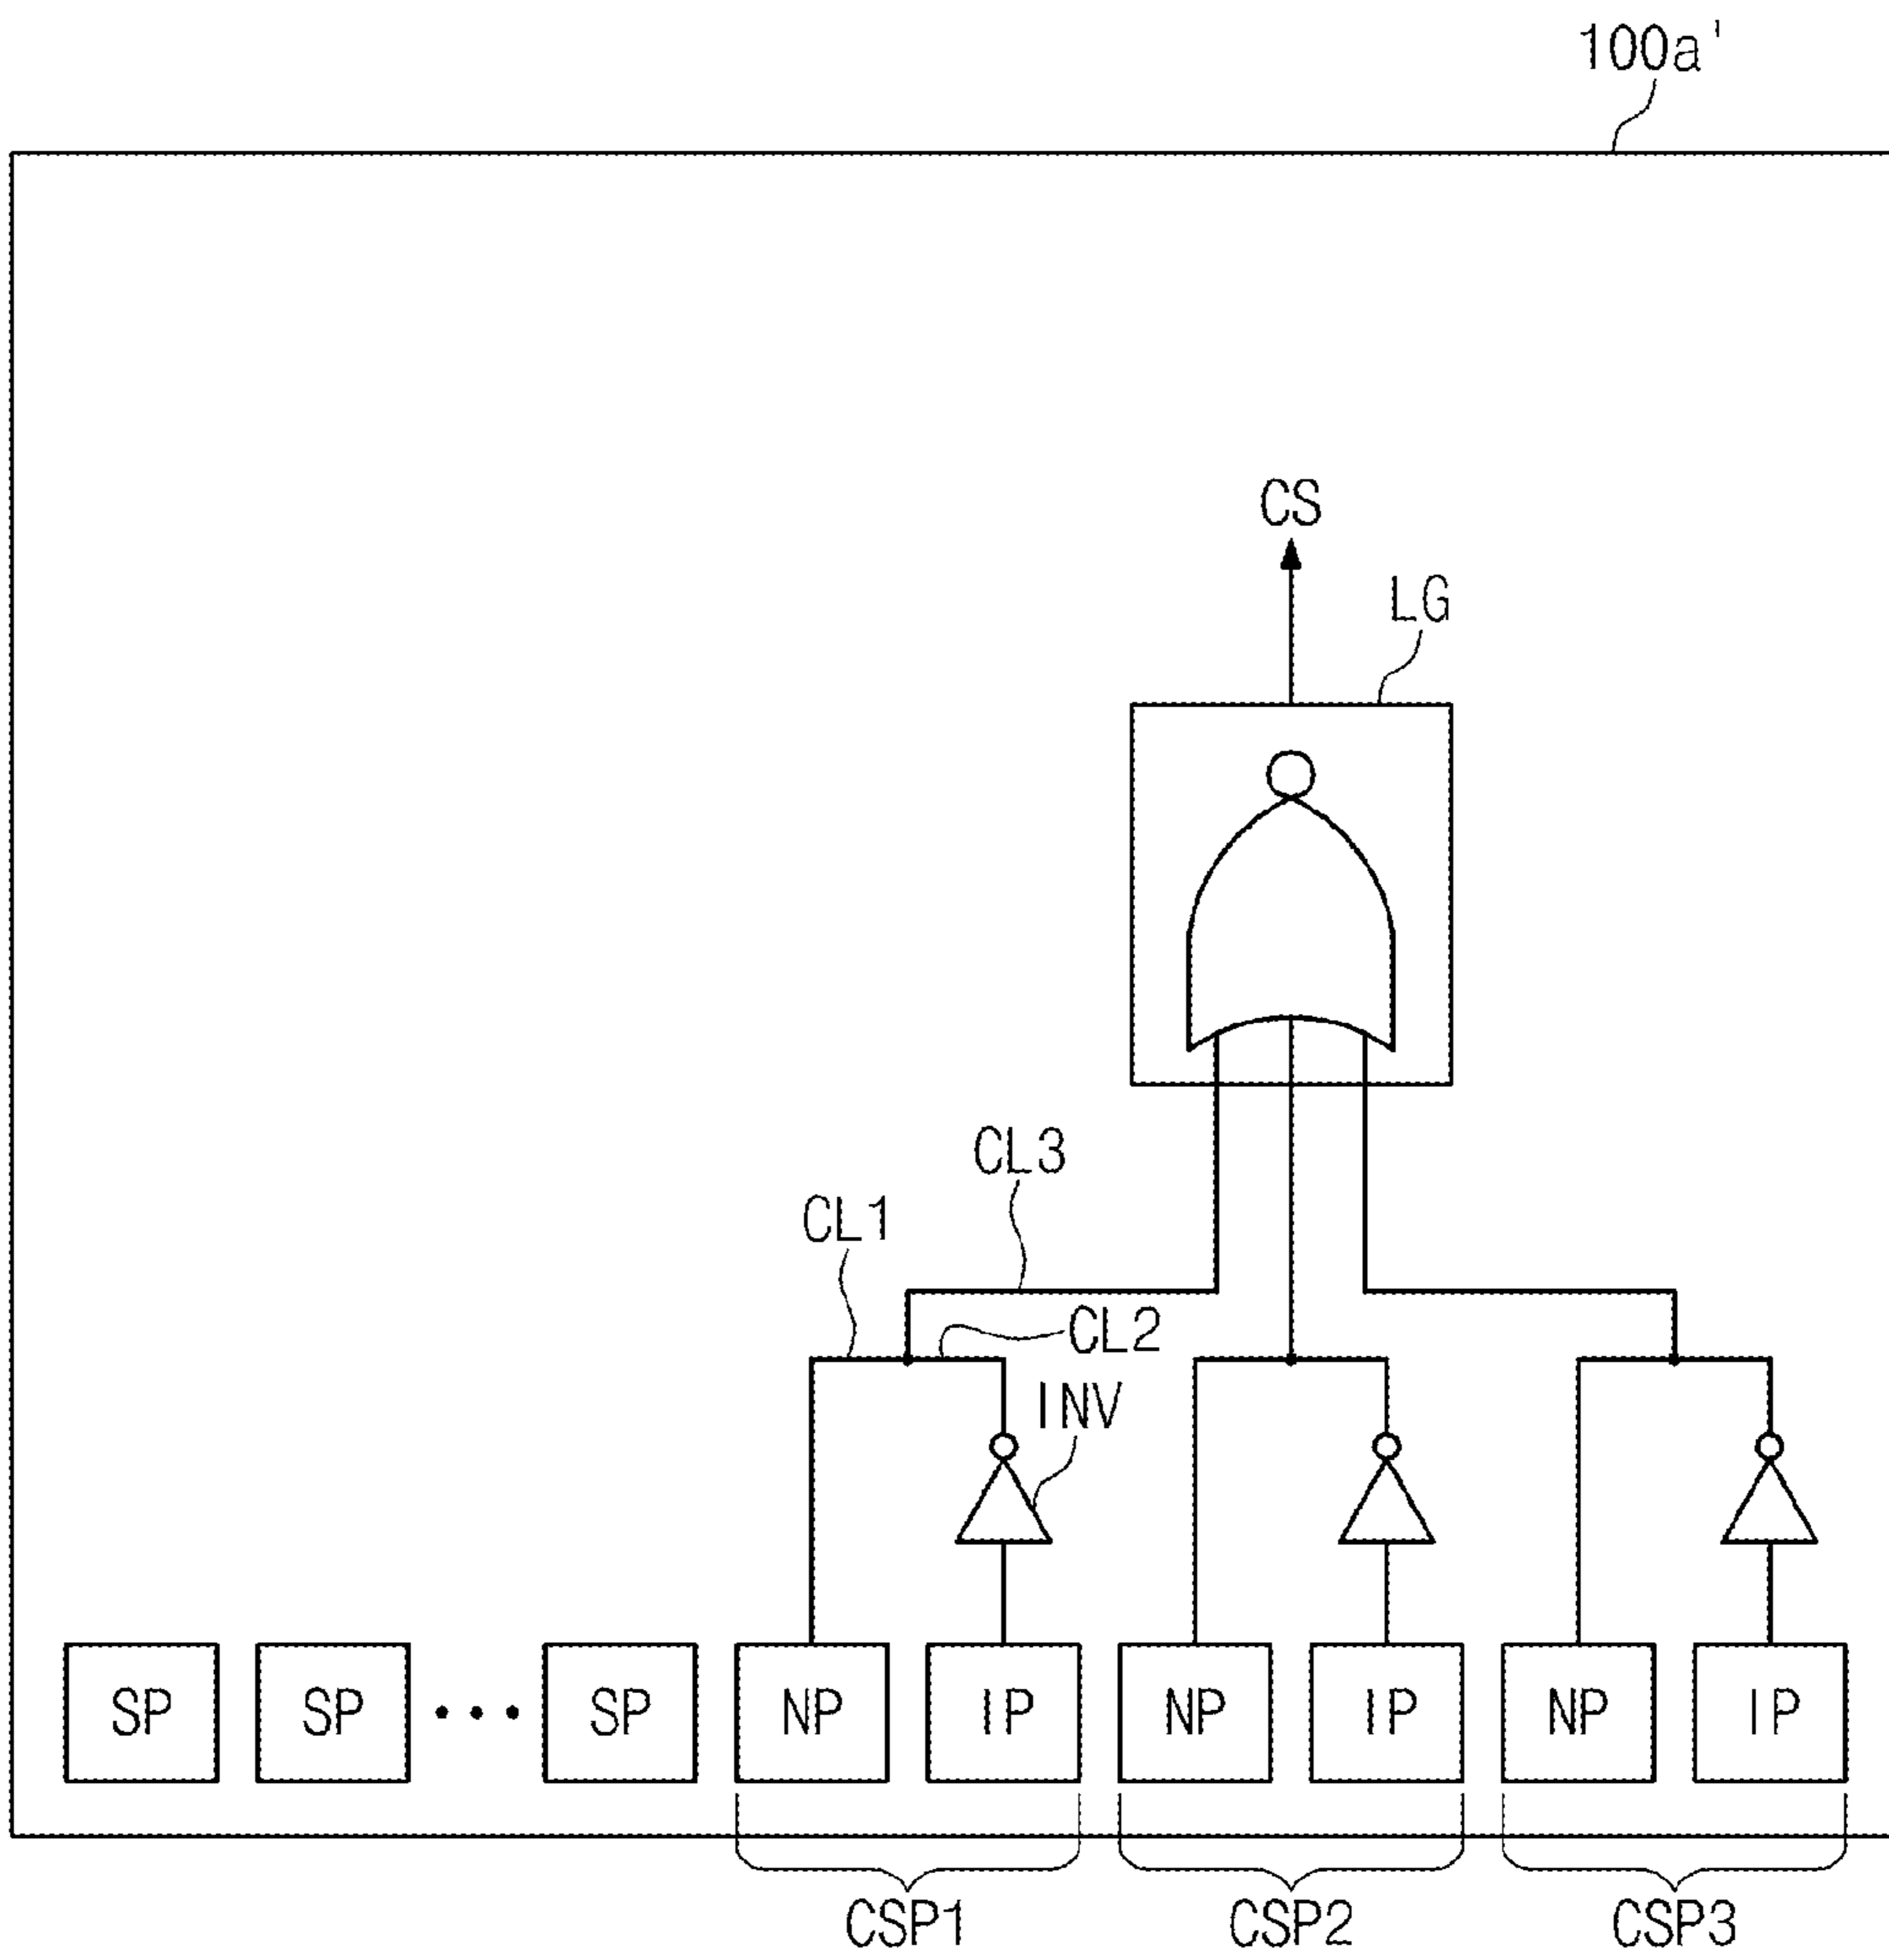 100a'
CS
LG
CL3
CL1
CL2
INV
SP SP ... SP NP IP NP IP NP IP
CSP1 CSP2 CSP3